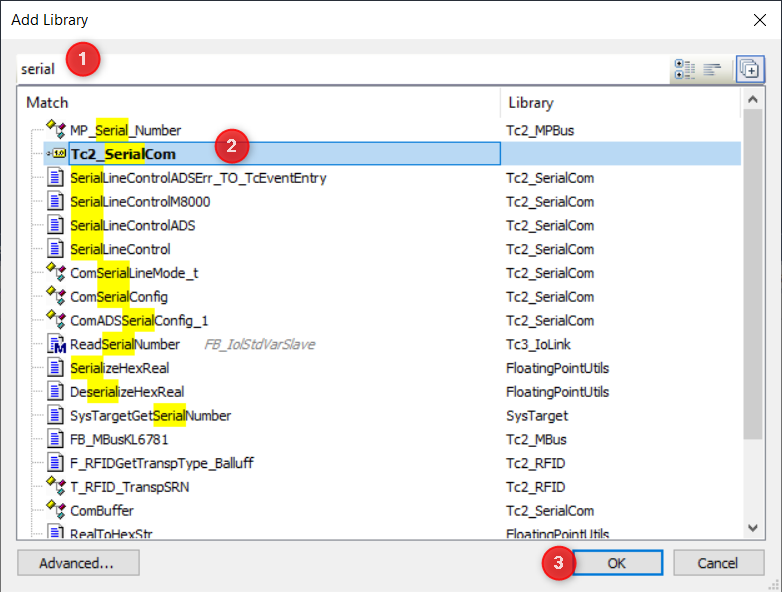 Add Library
serial
1
Match Library
MP_Serial_Number Tc2_MPBus
Tc2_SerialCom 2
SerialLineControlADSErr_TO_TcEventEntry Tc2_SerialCom
SerialLineControlM8000 Tc2_SerialCom
SerialLineControlADS Tc2_SerialCom
SerialLineControl Tc2_SerialCom
ComSerialLineMode_t Tc2_SerialCom
ComSerialConfig Tc2_SerialCom
ComADSSerialConfig_1 Tc2_SerialCom
ReadSerialNumber FB_IolStdVarSlave Tc3_IoLink
SerializeHexReal FloatingPointUtils
DeserializeHexReal FloatingPointUtils
SysTargetGetSerialNumber SysTarget
FB_MBusKL6781 Tc2_MBus
F_RFIDGetTranspType_Balluff Tc2_RFID
T_RFID_TranspSRN Tc2_RFID
ComBuffer Tc2_SerialCom
RealToHexStr FloatingPointUtils
Advanced... 3 OK Cancel